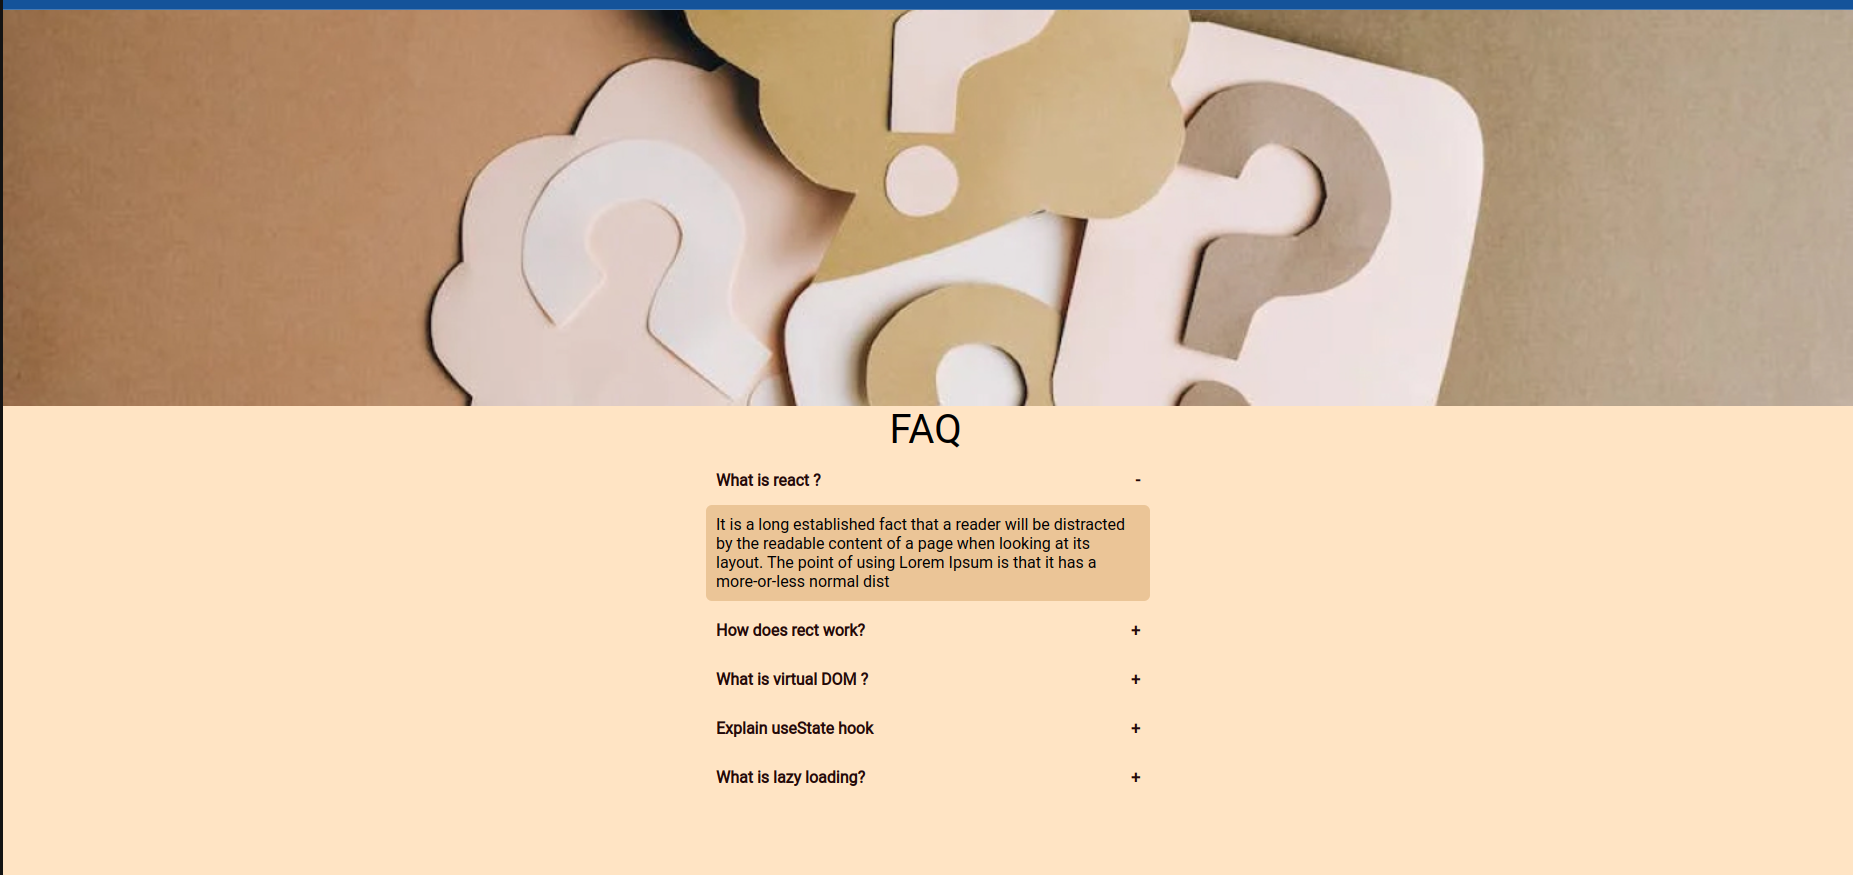 FAQ
What is react ? -
It is a long established fact that a reader will be distracted
by the readable content of a page when looking at its
layout. The point of using Lorem Ipsum is that it has a
more-or-less normal dist
How does rect work? +
What is virtual DOM ? +
Explain useState hook +
What is lazy loading? +